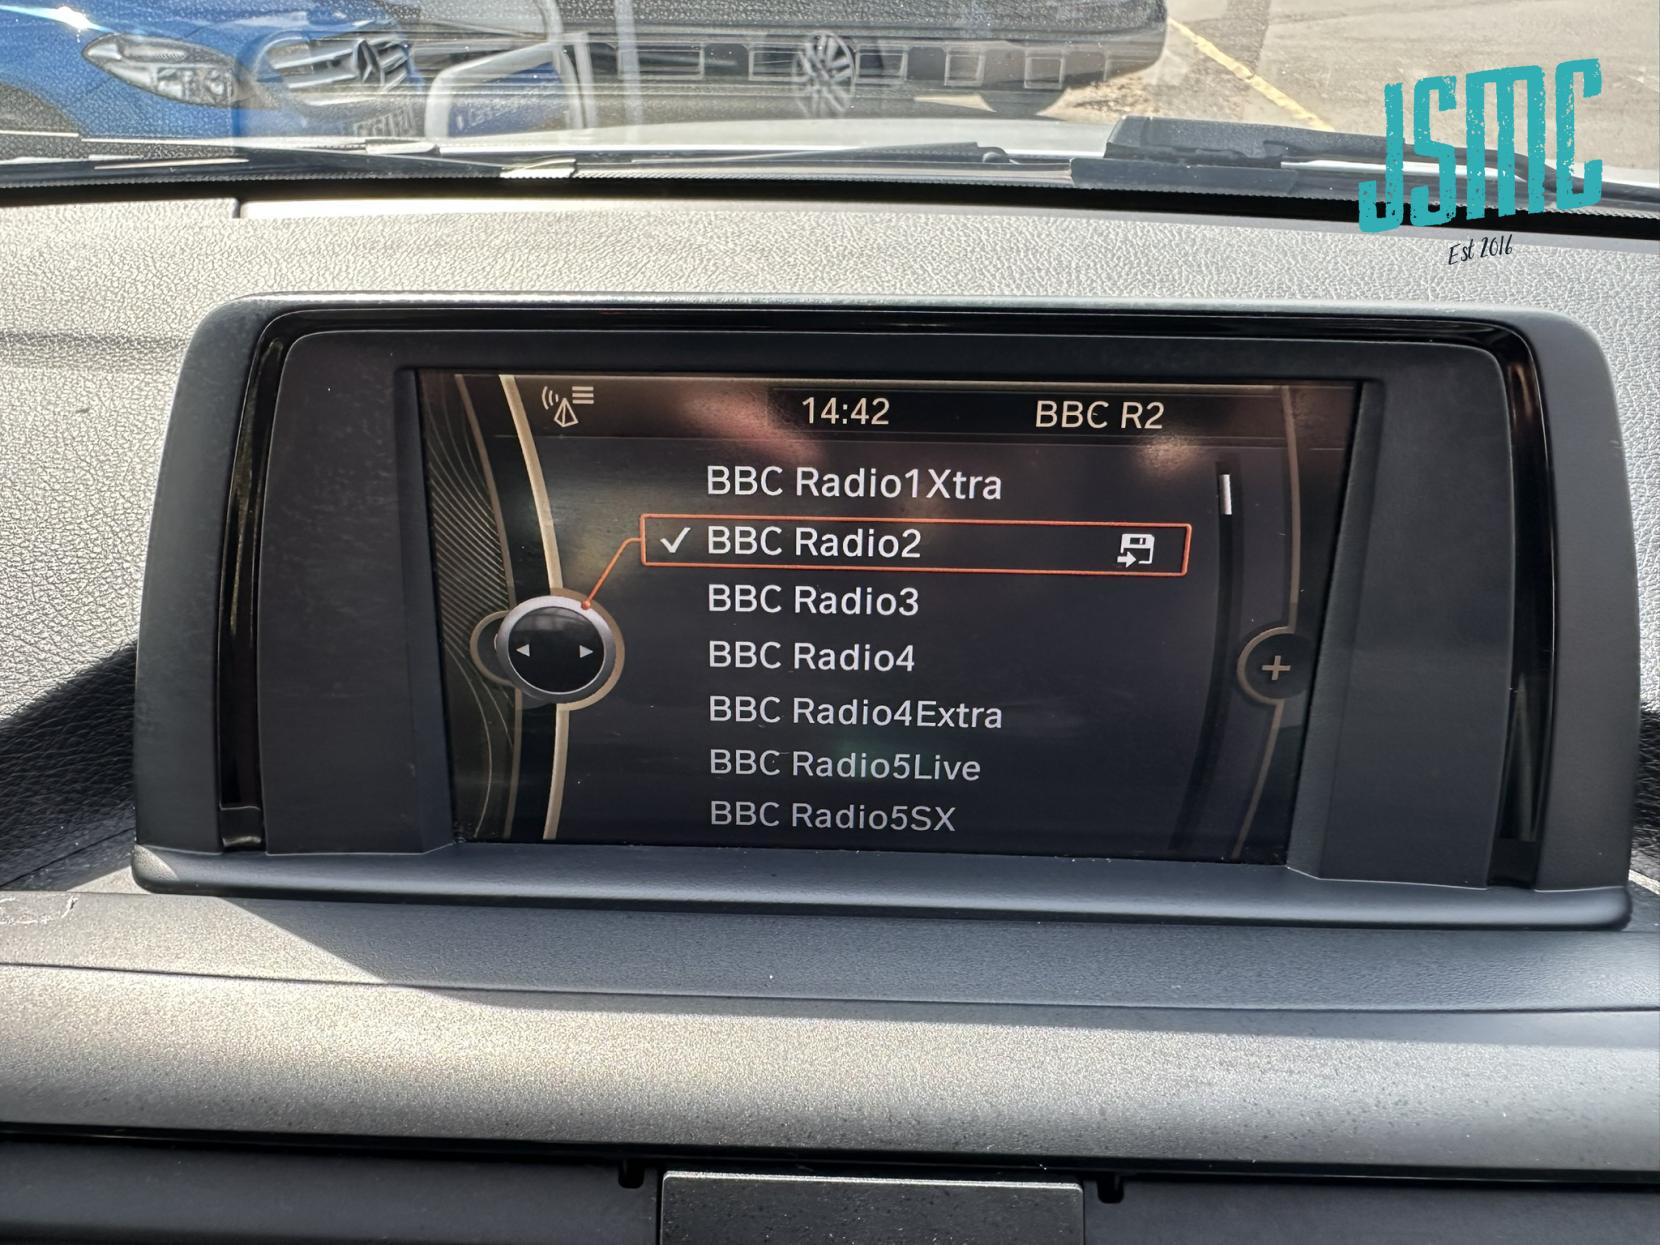 JSMC
Est 2016
14:42 BBC R2
BBC Radio1Xtra
✓ BBC Radio2
BBC Radio3
BBC Radio4
BBC Radio4Extra
BBC Radio5Live
BBC Radio5SX